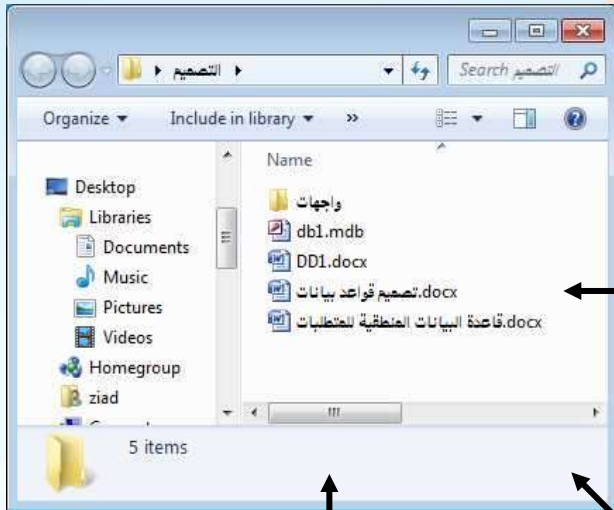 التصميم
Search التصميم
Organize
Include in library
»
Name
Desktop
Libraries
Documents
Music
Pictures
Videos
Homegroup
ziad
واجهات
db1.mdb
DD1.docx
تصميم قواعد بيانات.docx
قاعدة البيانات المنطقية للمتطلبات.docx
5 items